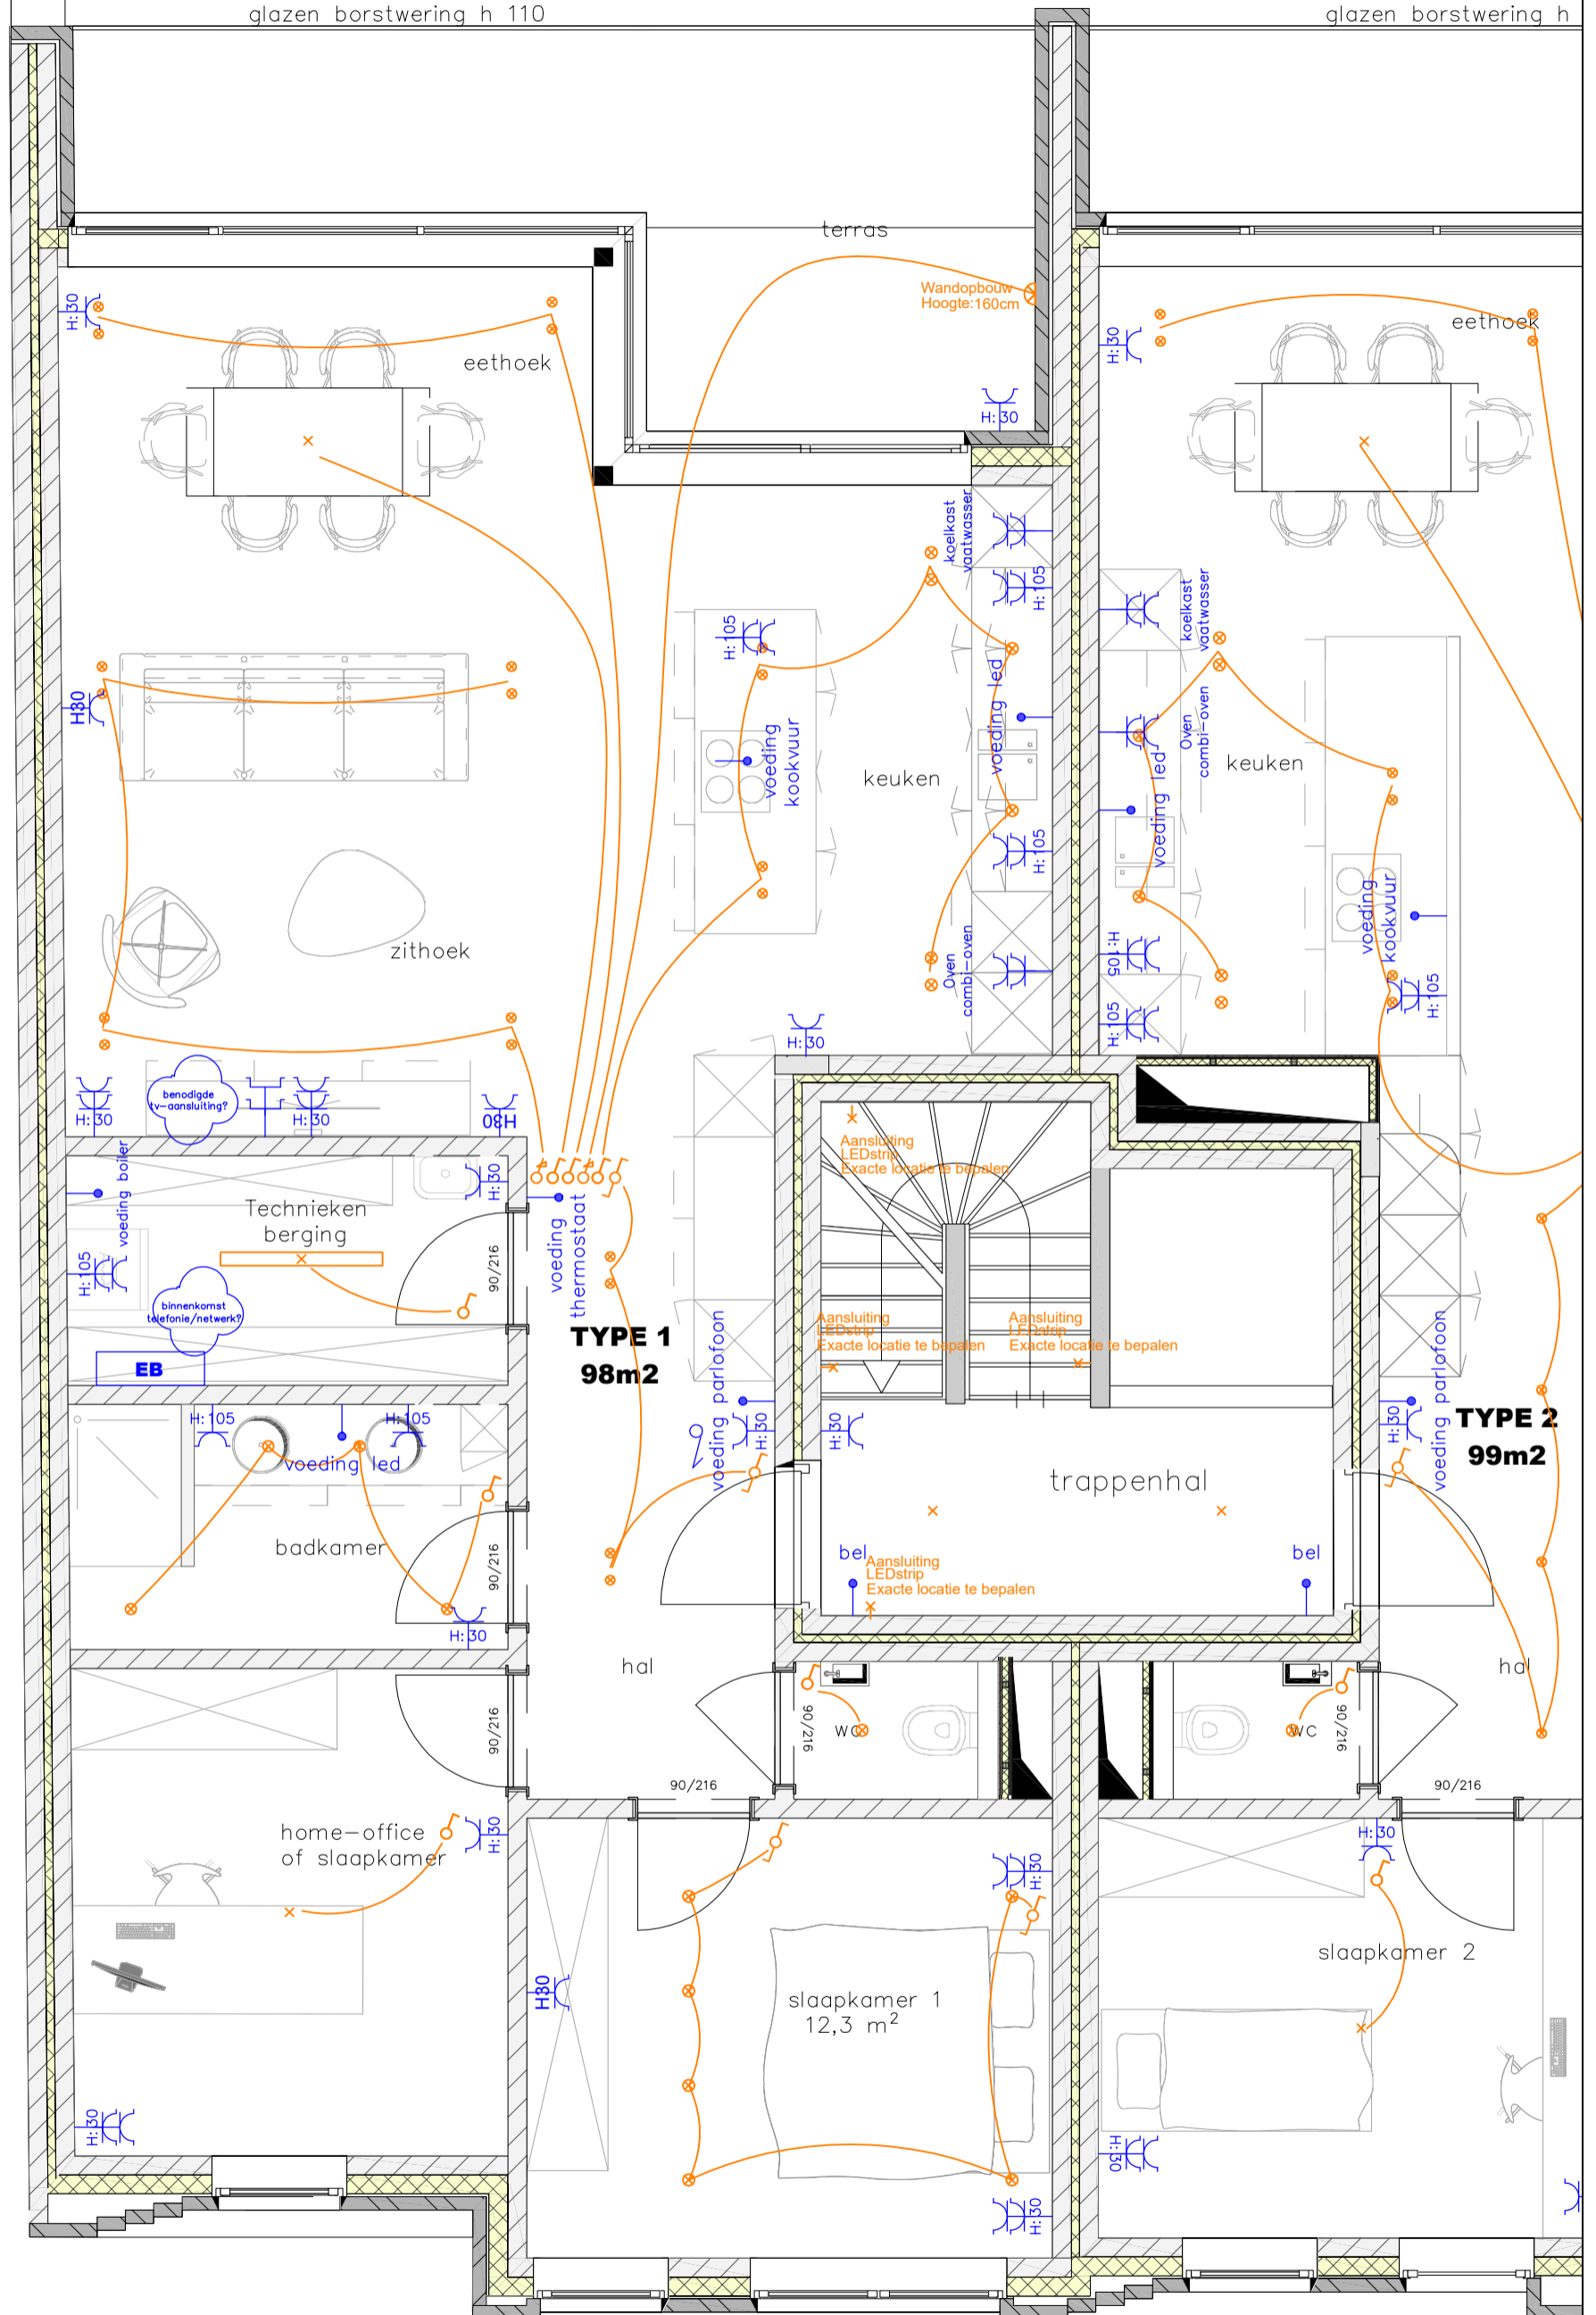 glazen borstwering h 110
glazen borstwering h
terras
Wandopbouw
Hoogte:160cm
H:30
eethoek
H:30
eethoek
H:30
H:30
koelkast
vaatwasser
H:105
H:105
koelkast
vaatwasser
H30
voeding led
voeding
kookvuur
keuken
Oven
combi-oven
keuken
voeding led
H:105
voeding
kookvuur
zithoek
Oven
combi-oven
H:105
H:105
H:105
H:30
benodigde
tv-aansluiting?
H:30
H:30
H30
Aansluiting
LEDstrip
Exacte locatie te bepalen
voeding boiler
H:30
Technieken
berging
90/216
voeding
thermostaat
H:105
binnenkomst
telefonie/netwerk?
EB
TYPE 1
98m2
Aansluiting
LEDstrip
Exacte locatie te bepalen
Aansluiting
LEDstrip
Exacte locatie te bepalen
voeding parlofoon
H:30
H:30
H:30
voeding parlofoon
TYPE 2
99m2
H:105
H:105
voeding led
trappenhal
badkamer
90/216
bel
Aansluiting
LEDstrip
Exacte locatie te bepalen
bel
H:30
hal
hal
90/216
WC
90/216
WC
90/216
90/216
90/216
home-office
of slaapkamer
H:30
H:30
H:30
slaapkamer 2
H30
slaapkamer 1
12,3 m²
H:30
H:30
H:30